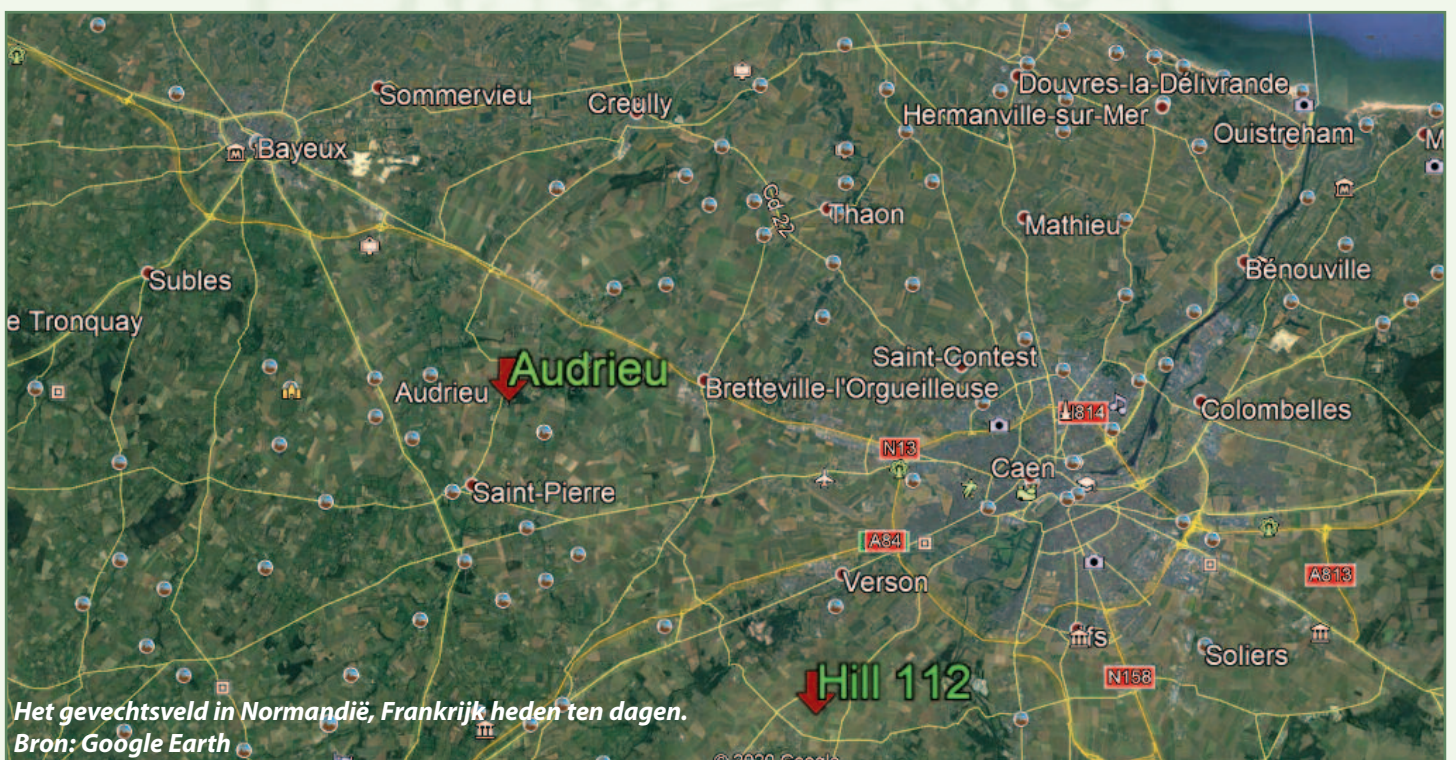 Sommervieu
Creully
Douvres-la-Délivrande
Hermanville-sur-Mer
Ouistreham
M
Bayeux
Cd 22
Thaon
Mathieu
Subles
Bénouville
e Tronquay
Saint-Contest
Audrieu
Audrieu
Bretteville-l'Orgueilleuse
Colombelles
N13
Caen
Saint-Pierre
A84
A813
Verson
fs
Soliers
N158
Hill 112
Het gevechtsveld in Normandië, Frankrijk heden ten dagen.
Bron: Google Earth